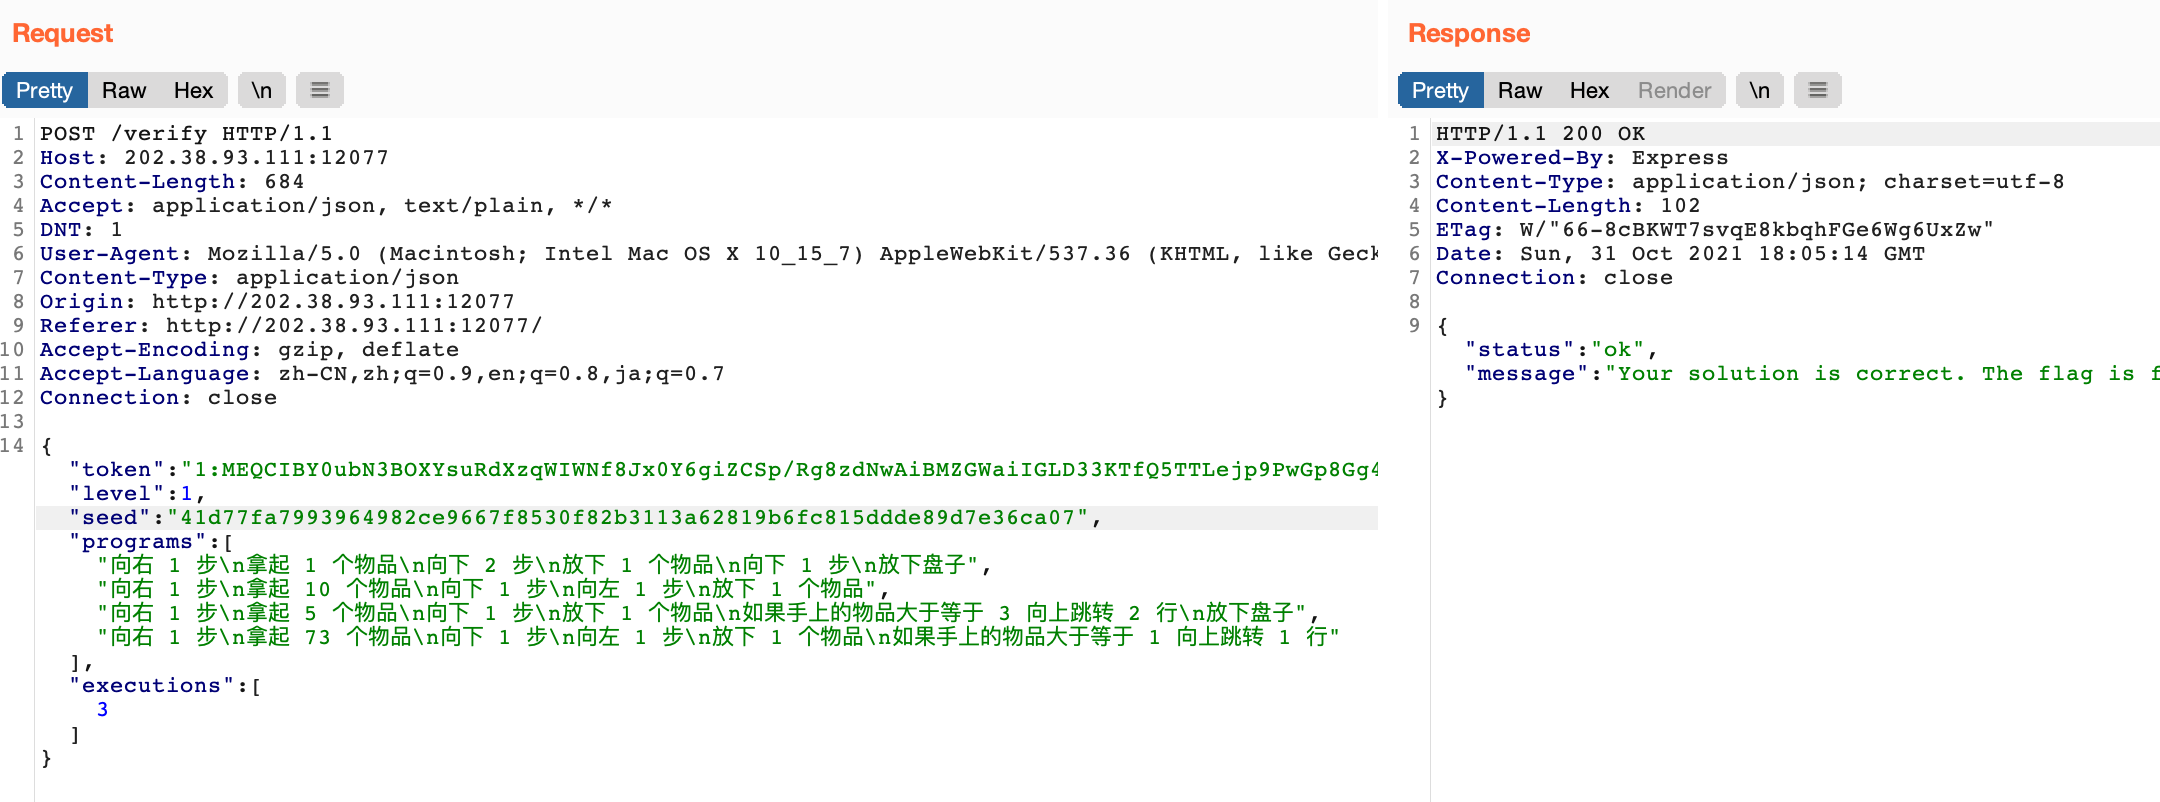 Request
Pretty Raw Hex \n
1 POST /verify HTTP/1.1
2 Host: 202.38.93.111:12077
3 Content-Length: 684
4 Accept: application/json, text/plain, */*
5 DNT: 1
6 User-Agent: Mozilla/5.0 (Macintosh; Intel Mac OS X 10_15_7) AppleWebKit/537.36 (KHTML, like Geck
7 Content-Type: application/json
8 Origin: http://202.38.93.111:12077
9 Referer: http://202.38.93.111:12077/
10 Accept-Encoding: gzip, deflate
11 Accept-Language: zh-CN,zh;q=0.9,en;q=0.8,ja;q=0.7
12 Connection: close
13
14 {
"token":"1:MEQCIBY0ubN3BOXYsuRdXzqWIWNf8Jx0Y6giZCSp/Rg8zdNwAiBMZGWaiIGLD33KTfQ5TTLejp9PwGp8Gg4
"level":1,
"seed":"41d77fa7993964982ce9667f8530f82b3113a62819b6fc815ddde89d7e36ca07",
"programs":[
"向右 1 步\n拿起 1 个物品\n向下 2 步\n放下 1 个物品\n向下 1 步\n放下盘子",
"向右 1 步\n拿起 10 个物品\n向下 1 步\n向左 1 步\n放下 1 个物品",
"向右 1 步\n拿起 5 个物品\n向下 1 步\n放下 1 个物品\n如果手上的物品大于等于 3 向上跳转 2 行\n放下盘子",
"向右 1 步\n拿起 73 个物品\n向下 1 步\n向左 1 步\n放下 1 个物品\n如果手上的物品大于等于 1 向上跳转 1 行"
],
"executions":[
3
]
}
Response
Pretty Raw Hex Render \n
1 HTTP/1.1 200 OK
2 X-Powered-By: Express
3 Content-Type: application/json; charset=utf-8
4 Content-Length: 102
5 ETag: W/"66-8cBKWT7svqE8kbqhFGe6Wg6UxZw"
6 Date: Sun, 31 Oct 2021 18:05:14 GMT
7 Connection: close
8
9 {
"status":"ok",
"message":"Your solution is correct. The flag is f
}